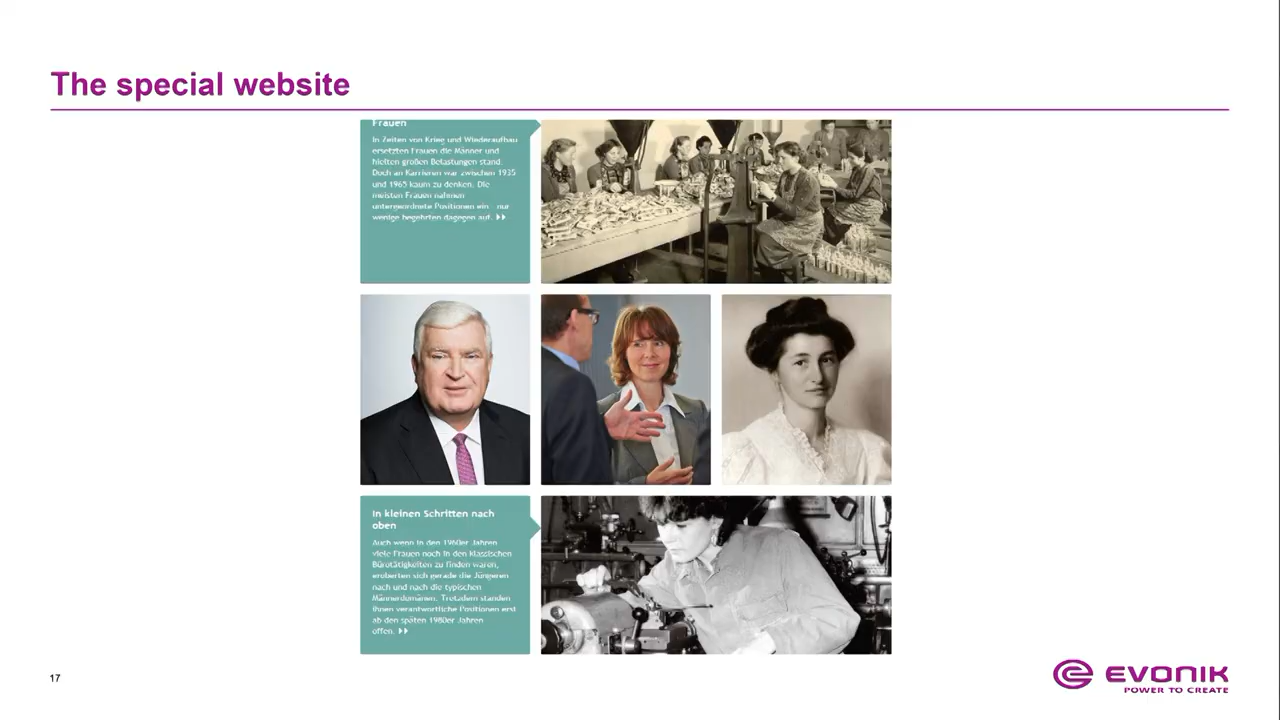 The special website
Frauen
In Zeiten von Krieg und Wiederaufbau
ersetzten Frauen die Männer und
hielten großen Belastungen stand.
Doch an Karrieren war zwischen 1935
und 1965 kaum zu denken. Die
meisten Frauen nahmen
untergeordnete Positionen ein - nur
wenige begehrten dagegen auf.
In kleinen Schritten nach
oben
Auch wenn in den 1960er Jahren
viele Frauen noch in den klassischen
Bürotätigkeiten zu finden waren,
eroberten sich gerade die Jüngeren
nach und nach die typischen
Männerdomänen. Trotzdem standen
ihnen verantwortliche Positionen erst
ab den späten 1980er Jahren
offen.
17
EVONIK
POWER TO CREATE